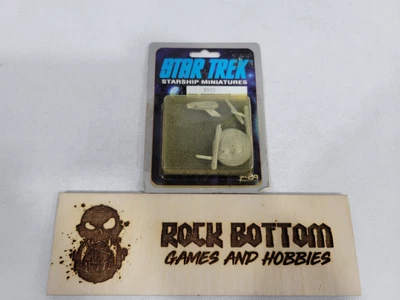 STAR TREK
STARSHIP MINIATURES
ROCK BOTTOM
GAMES AND HOBBIES